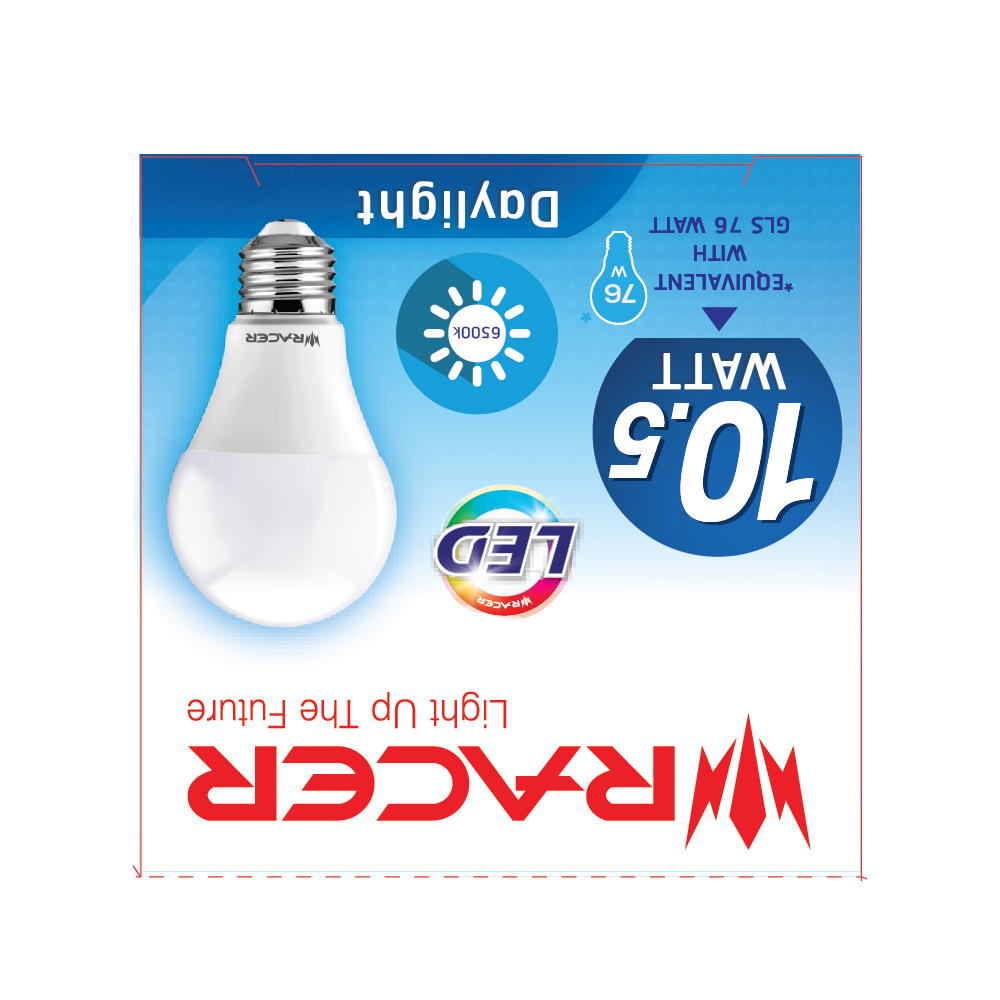 RACER
Light Up The Future
RACER
LED
10.5
WATT
6500k
RACER
*EQUIVALENT
WITH
GLS 76 WATT
76
W
*
Daylight